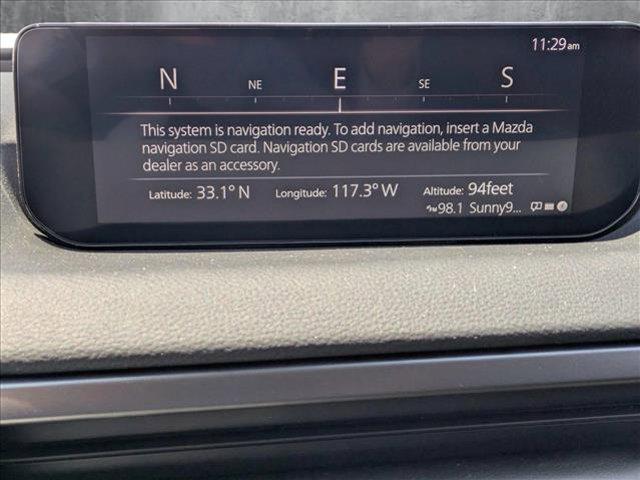 11:29am
N NE E SE S
This system is navigation ready. To add navigation, insert a Mazda
navigation SD card. Navigation SD cards are available from your
dealer as an accessory.
Latitude: 33.1° N Longitude: 117.3° W Altitude: 94feet
FM 98.1 Sunny9...